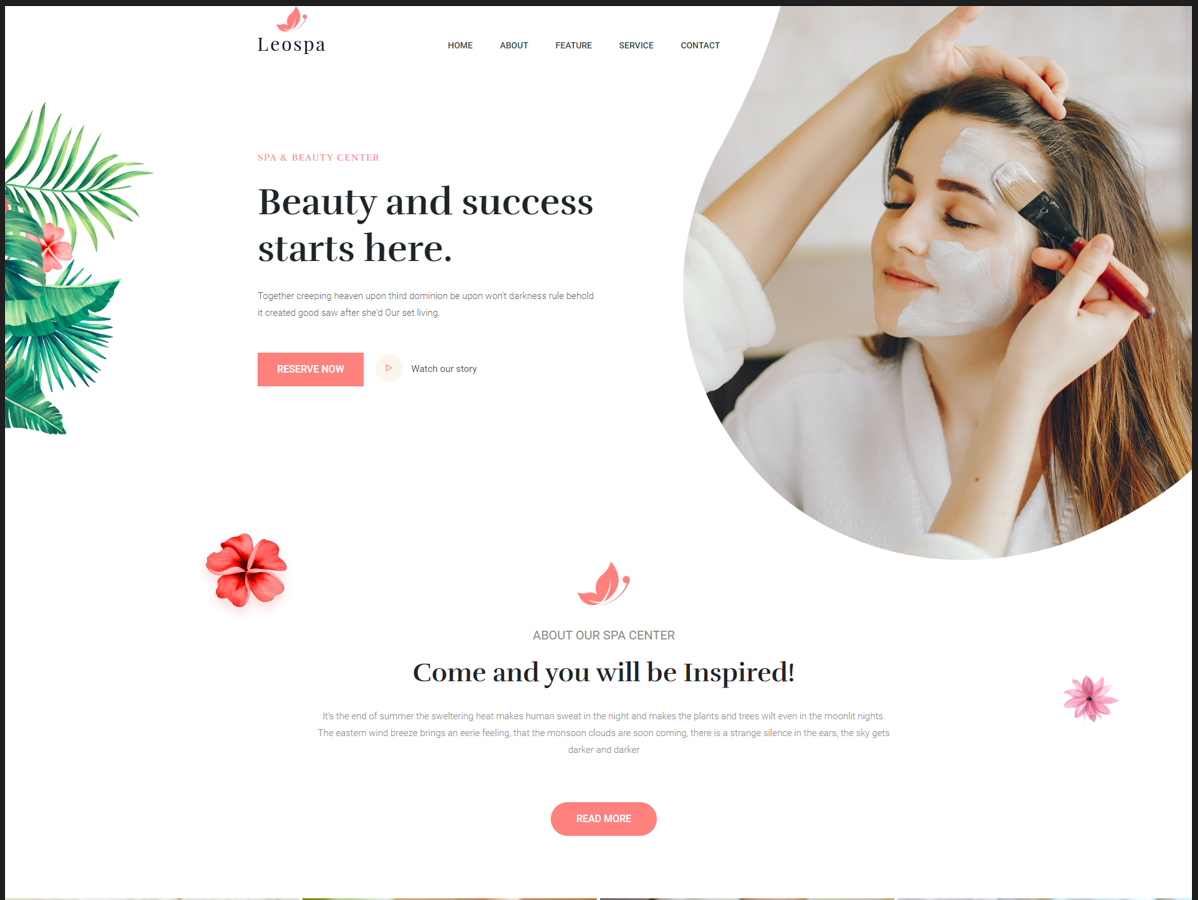 Leospa
HOME ABOUT FEATURE SERVICE CONTACT
SPA & BEAUTY CENTER
Beauty and success
starts here.
Together creeping heaven upon third dominion be upon won't darkness rule behold
it created good saw after she'd Our set living.
RESERVE NOW Watch our story
ABOUT OUR SPA CENTER
Come and you will be Inspired!
It's the end of summer the sweltering heat makes human sweat in the night and makes the plants and trees wilt even in the moonlit nights.
The eastern wind breeze brings an eerie feeling, that the monsoon clouds are soon coming, there is a strange silence in the ears, the sky gets
darker and darker
READ MORE